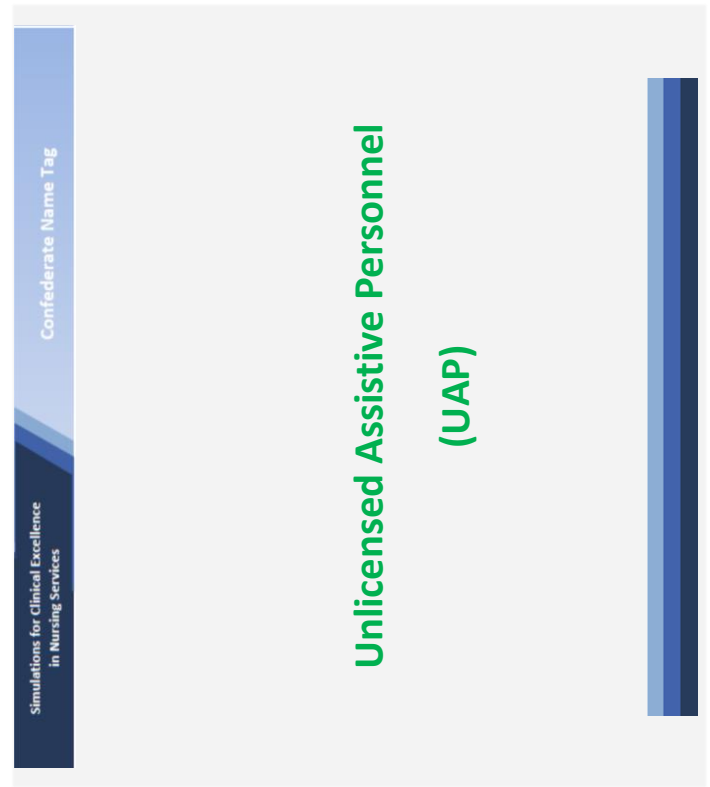 Simulations for Clinical Excellence
in Nursing Services
Confederate Name Tag
Unlicensed Assistive Personnel
(UAP)